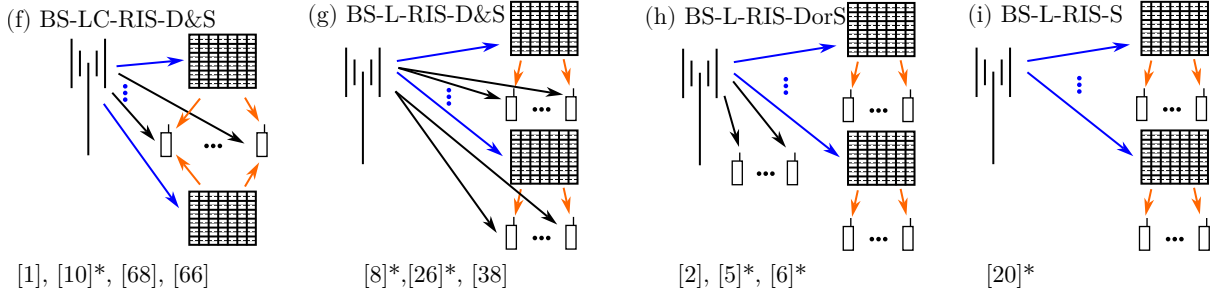 (f) BS-LC-RIS-D&S
(g) BS-L-RIS-D&S
(h) BS-L-RIS-DorS
(i) BS-L-RIS-S
[1], [10]*, [68], [66]
[8]*,[26]*, [38]
[2], [5]*, [6]*
[20]*